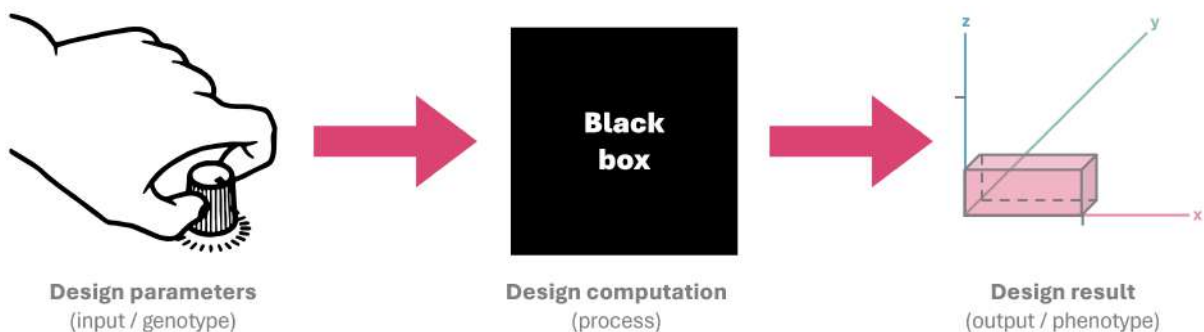 Black
box
z
y
x
Design parameters
(input / genotype)
Design computation
(process)
Design result
(output / phenotype)